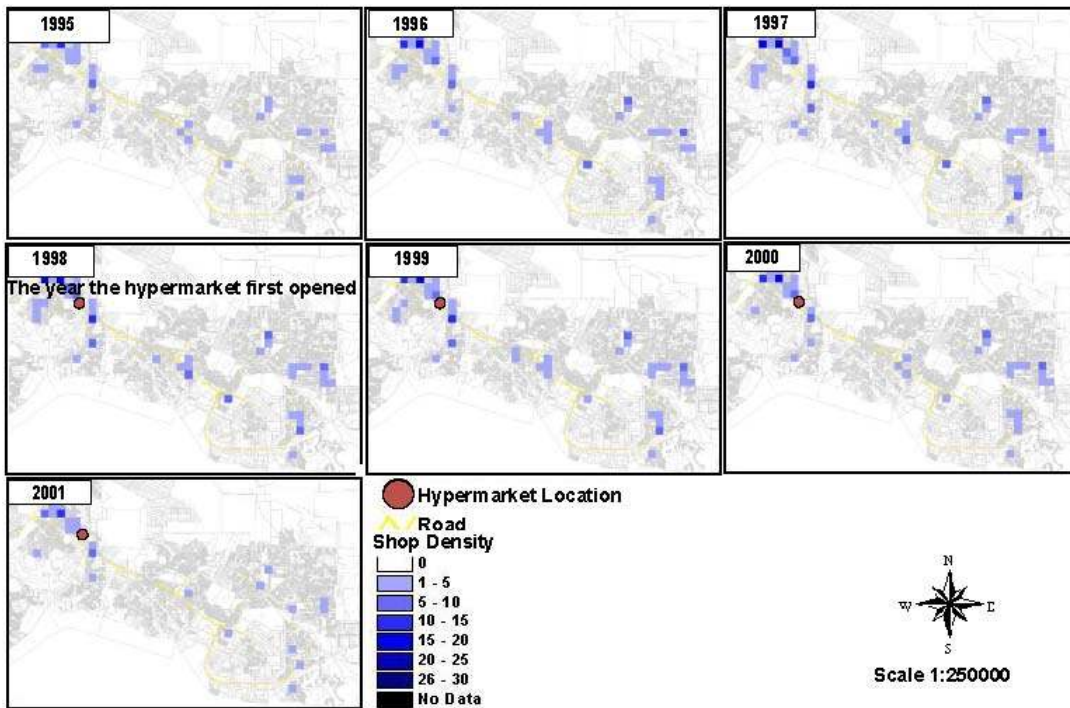 1995
1996
1997
1998
The year the hypermarket first opened
1999
2000
2001
Hypermarket Location
Road
Shop Density
0
1 - 5
5 - 10
10 - 15
15 - 20
20 - 25
26 - 30
No Data
N
W
E
S
Scale 1:250000